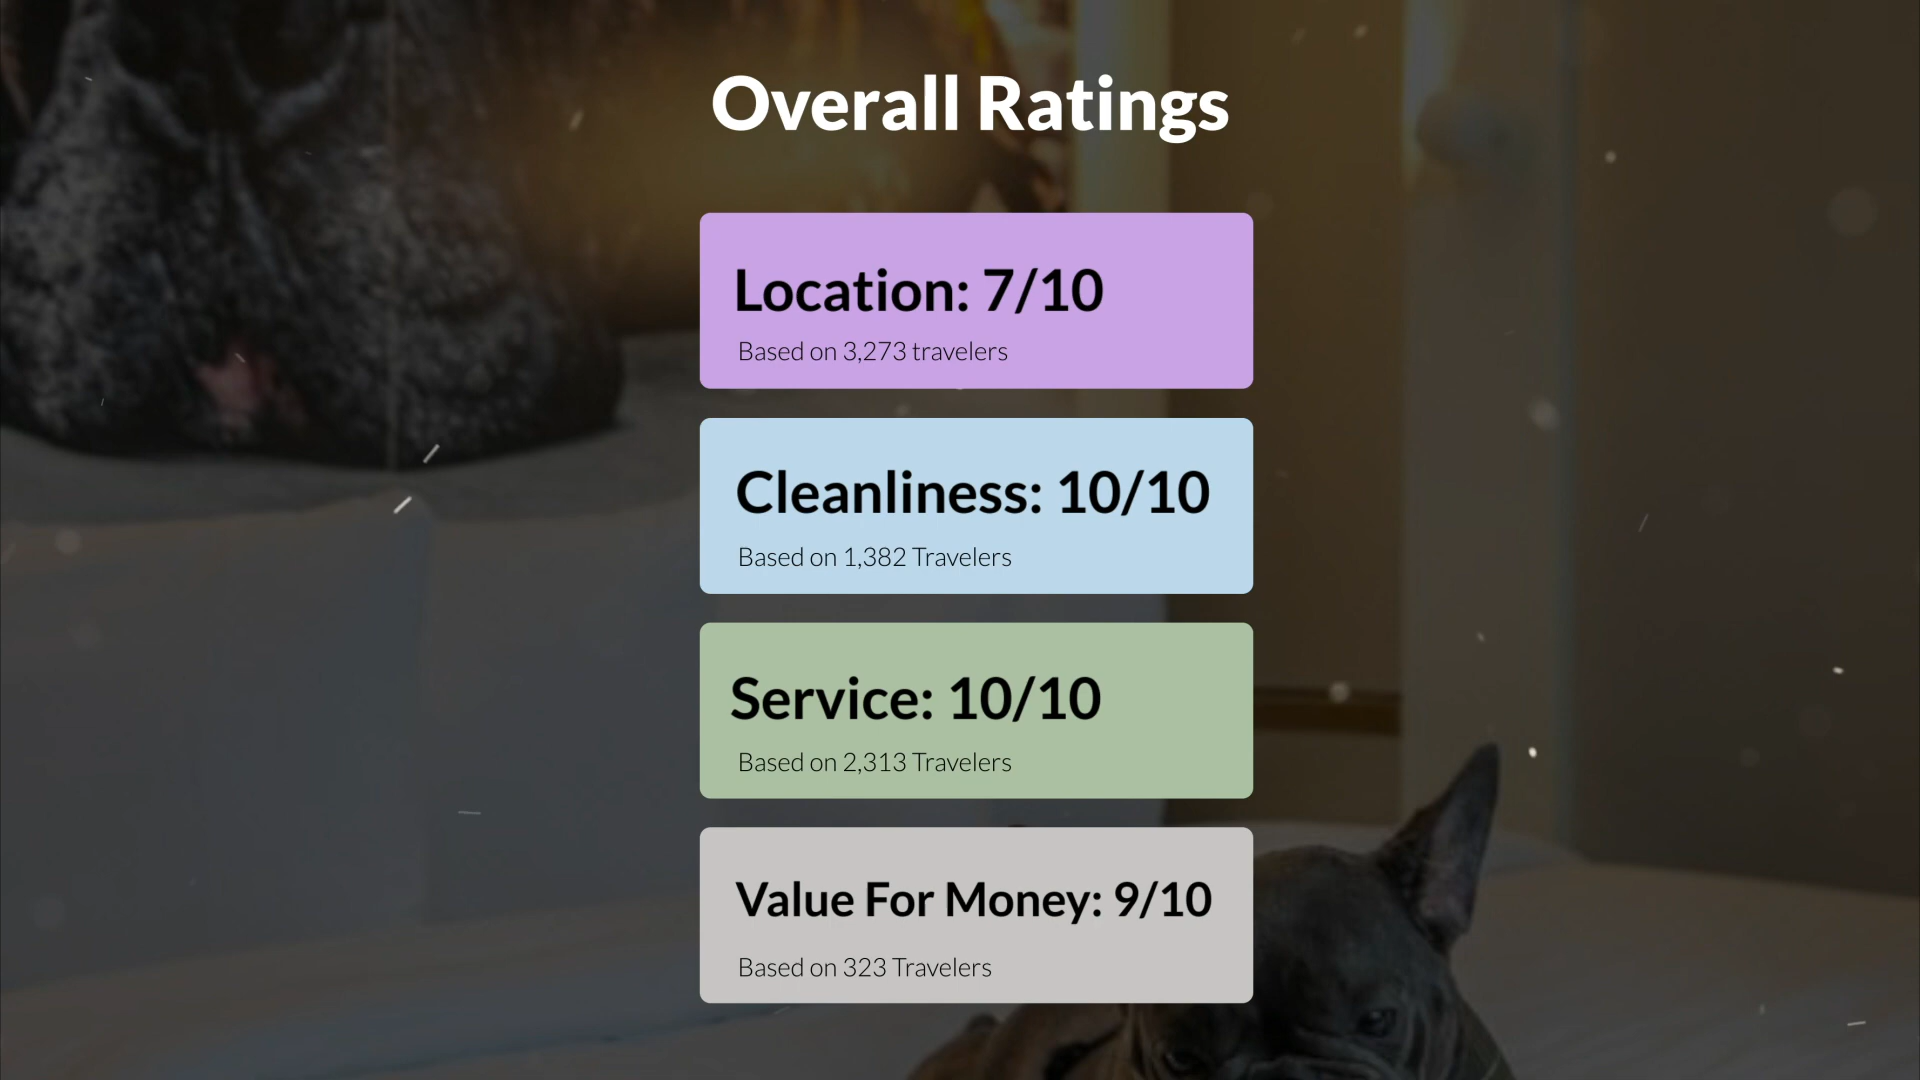 Overall Ratings
Location: 7/10
Based on 3,273 travelers
Cleanliness: 10/10
Based on 1,382 Travelers
Service: 10/10
Based on 2,313 Travelers
Value For Money: 9/10
Based on 323 Travelers